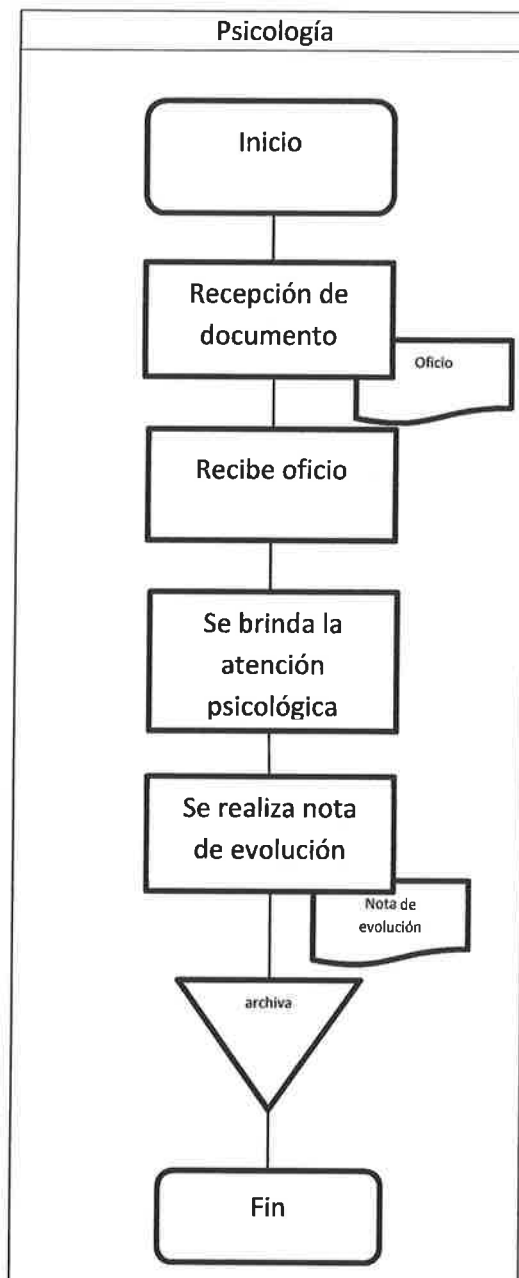 Psicología
Inicio
Recepción de
documento
Oficio
Recibe oficio
Se brinda la
atención
psicológica
Se realiza nota
de evolución
Nota de
evolución
archiva
Fin